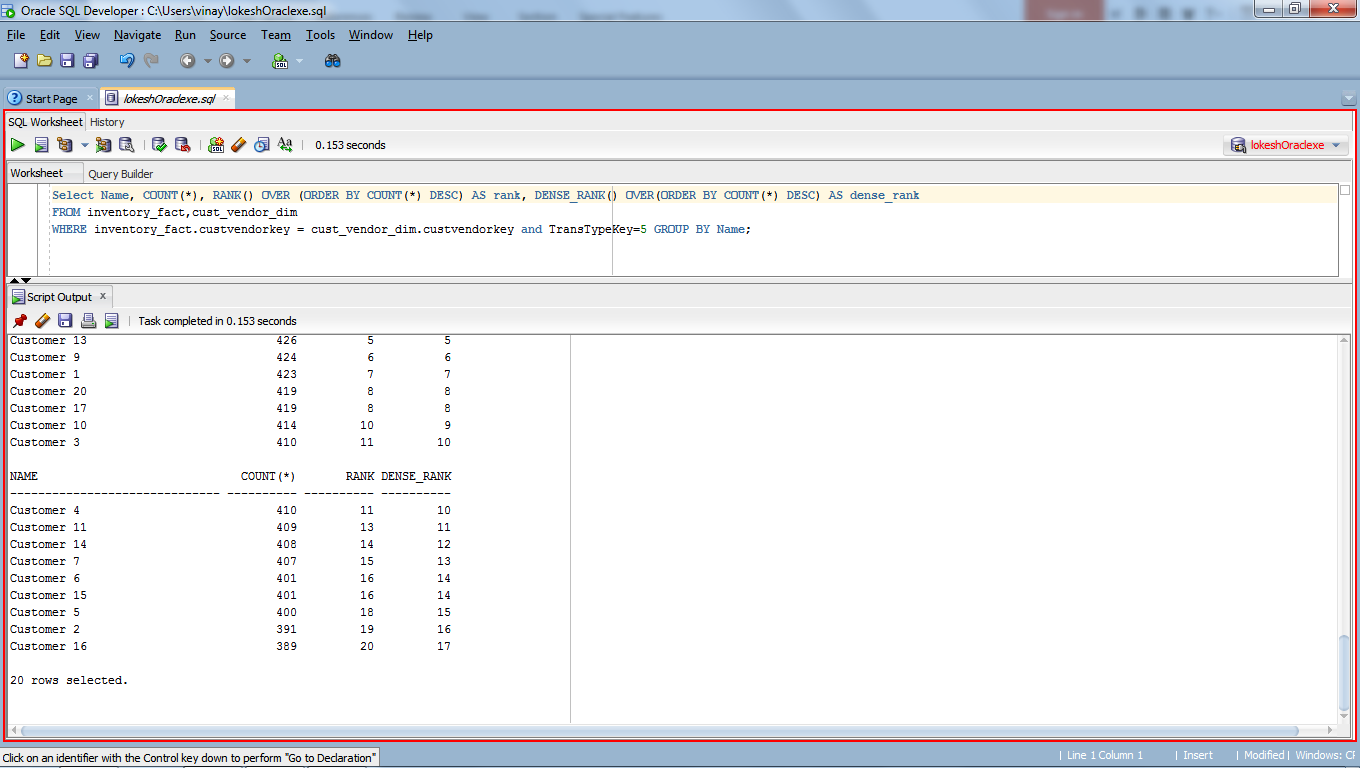 Oracle SQL Developer : C:\Users\vinay\lokeshOraclexe.sql
File Edit View Navigate Run Source Team Tools Window Help
Start Page lokeshOraclexe.sql
SQL Worksheet History
0.153 seconds lokeshOraclexe
Worksheet Query Builder
Select Name, COUNT(*), RANK() OVER (ORDER BY COUNT(*) DESC) AS rank, DENSE_RANK() OVER(ORDER BY COUNT(*) DESC) AS dense_rank
FROM inventory_fact,cust_vendor_dim
WHERE inventory_fact.custvendorkey = cust_vendor_dim.custvendorkey and TransTypeKey=5 GROUP BY Name;
Script Output x
Task completed in 0.153 seconds
Customer 13 426 5 5
Customer 9 424 6 6
Customer 1 423 7 7
Customer 20 419 8 8
Customer 17 419 8 8
Customer 10 414 10 9
Customer 3 410 11 10
NAME COUNT(*) RANK DENSE_RANK
------------------------------ ---------- ---------- ----------
Customer 4 410 11 10
Customer 11 409 13 11
Customer 14 408 14 12
Customer 7 407 15 13
Customer 6 401 16 14
Customer 15 401 16 14
Customer 5 400 18 15
Customer 2 391 19 16
Customer 16 389 20 17
20 rows selected.
Click on an identifier with the Control key down to perform "Go to Declaration" | Line 1 Column 1 | Insert | Modified | Windows: CF